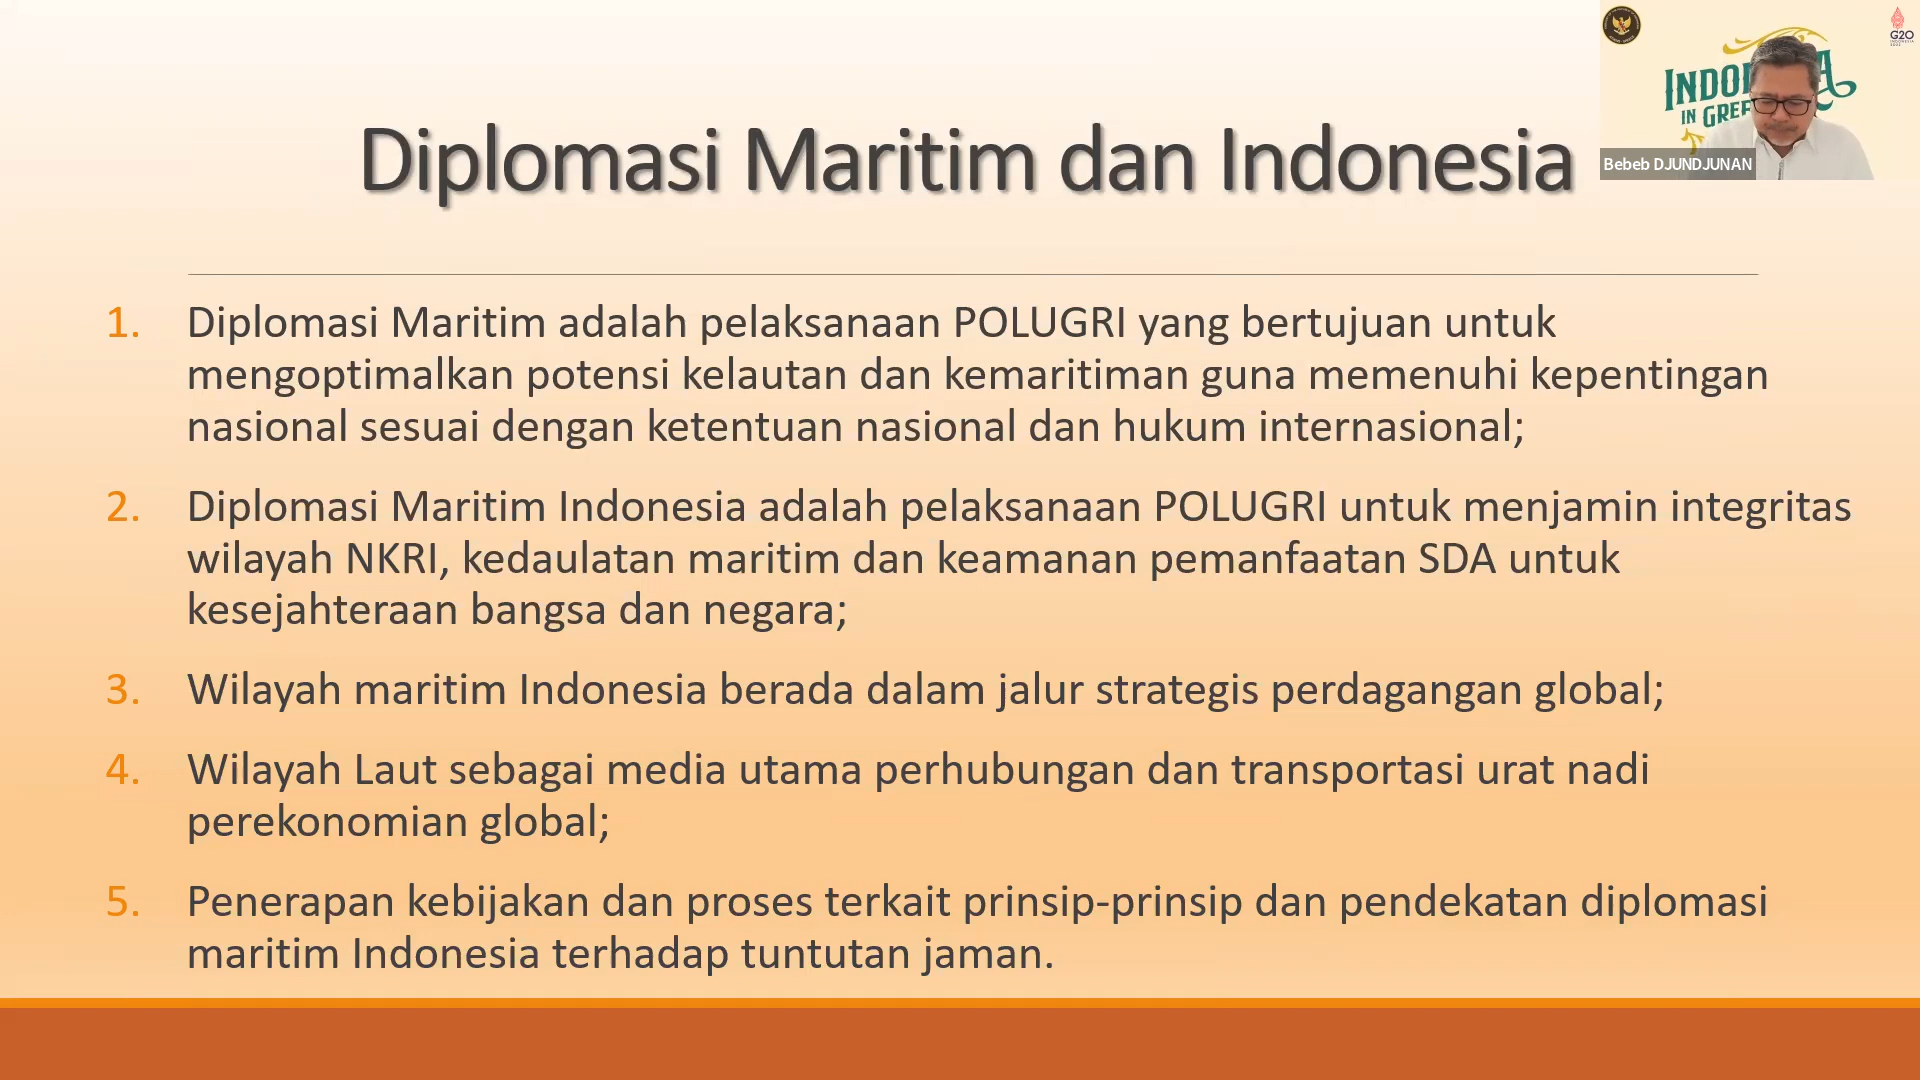 Diplomasi Maritim dan Indonesia
1. Diplomasi Maritim adalah pelaksanaan POLUGRI yang bertujuan untuk
mengoptimalkan potensi kelautan dan kemaritiman guna memenuhi kepentingan
nasional sesuai dengan ketentuan nasional dan hukum internasional;
2. Diplomasi Maritim Indonesia adalah pelaksanaan POLUGRI untuk menjamin integritas
wilayah NKRI, kedaulatan maritim dan keamanan pemanfaatan SDA untuk
kesejahteraan bangsa dan negara;
3. Wilayah maritim Indonesia berada dalam jalur strategis perdagangan global;
4. Wilayah Laut sebagai media utama perhubungan dan transportasi urat nadi
perekonomian global;
5. Penerapan kebijakan dan proses terkait prinsip-prinsip dan pendekatan diplomasi
maritim Indonesia terhadap tuntutan jaman.
G20
IN
Bebeb DJUNDJUNAN